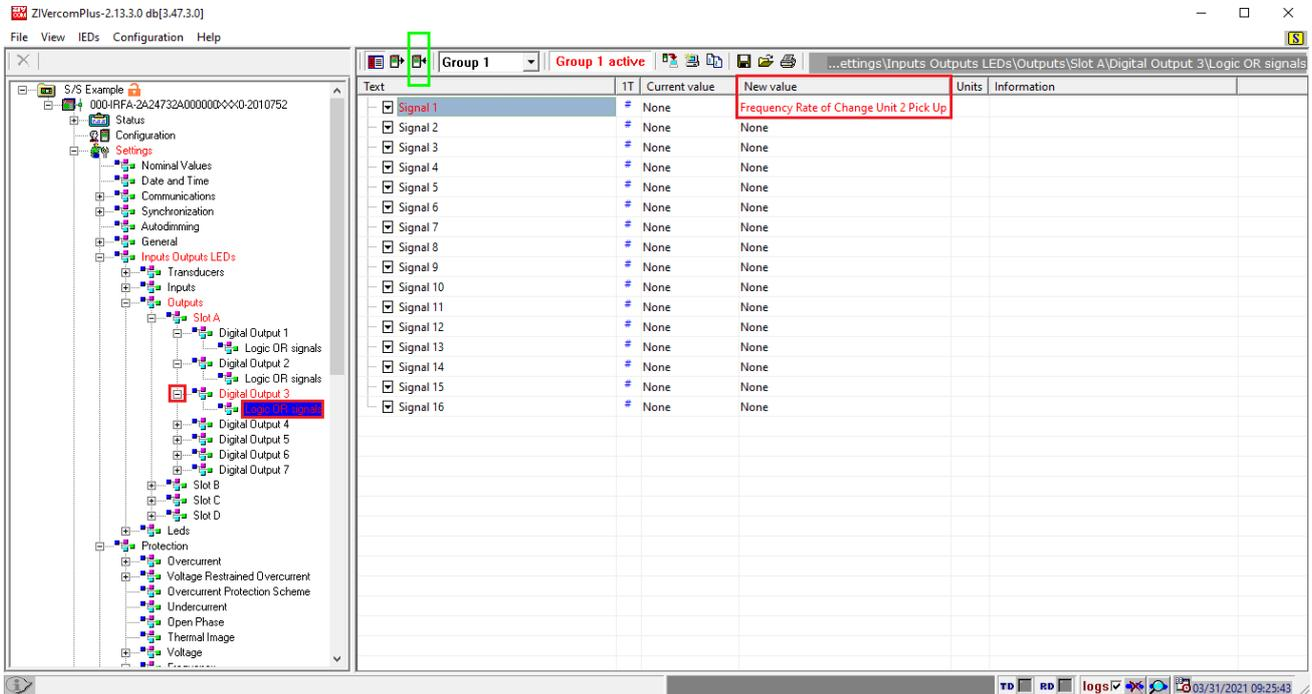 ZIVercomPlus-2.13.3.0 db[3.47.3.0]
File View IEDs Configuration Help
S
Group 1
Group 1 active
...ettings\Inputs Outputs LEDs\Outputs\Slot A\Digital Output 3\Logic OR signals
S/S Example
000-IRFA-2A24732A000000XXX0-2010752
Status
Configuration
Settings
Nominal Values
Date and Time
Communications
Synchronization
Autodimming
General
Inputs Outputs LEDs
Transducers
Inputs
Outputs
Slot A
Digital Output 1
Logic OR signals
Digital Output 2
Logic OR signals
Digital Output 3
Logic OR signals
Digital Output 4
Digital Output 5
Digital Output 6
Digital Output 7
Slot B
Slot C
Slot D
Leds
Protection
Overcurrent
Voltage Restrained Overcurrent
Overcurrent Protection Scheme
Undercurrent
Open Phase
Thermal Image
Voltage
Text 1T Current value New value Units Information
Signal 1 # None Frequency Rate of Change Unit 2 Pick Up
Signal 2 # None None
Signal 3 # None None
Signal 4 # None None
Signal 5 # None None
Signal 6 # None None
Signal 7 # None None
Signal 8 # None None
Signal 9 # None None
Signal 10 # None None
Signal 11 # None None
Signal 12 # None None
Signal 13 # None None
Signal 14 # None None
Signal 15 # None None
Signal 16 # None None
TD RD logs 03/31/2021 09:25:43